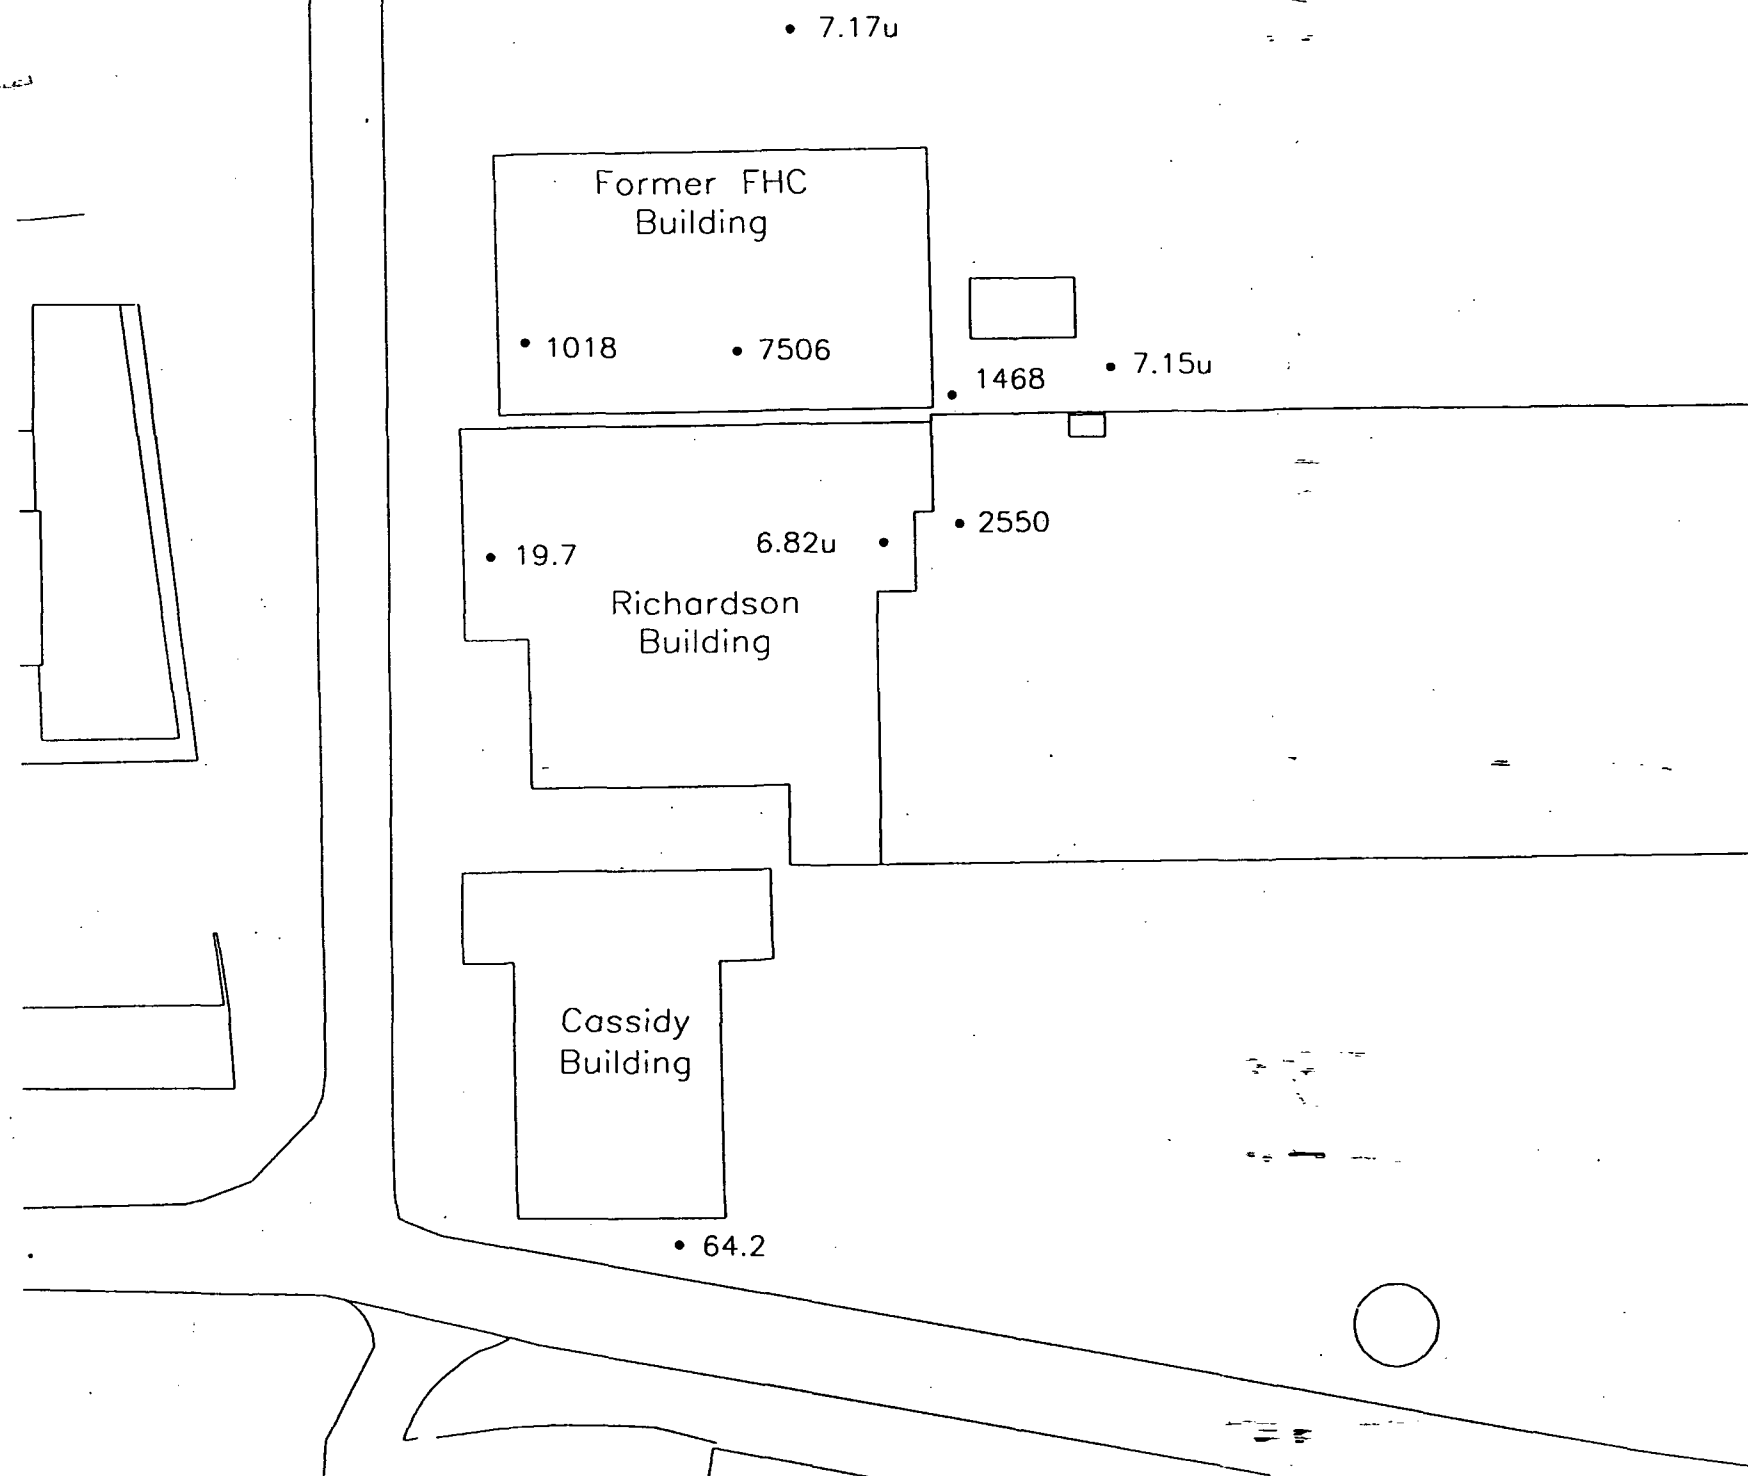 7.17u
Former FHC
Building
1018
7506
7.15u
1468
2550
6.82u
19.7
Richardson
Building
Cassidy
Building
64.2